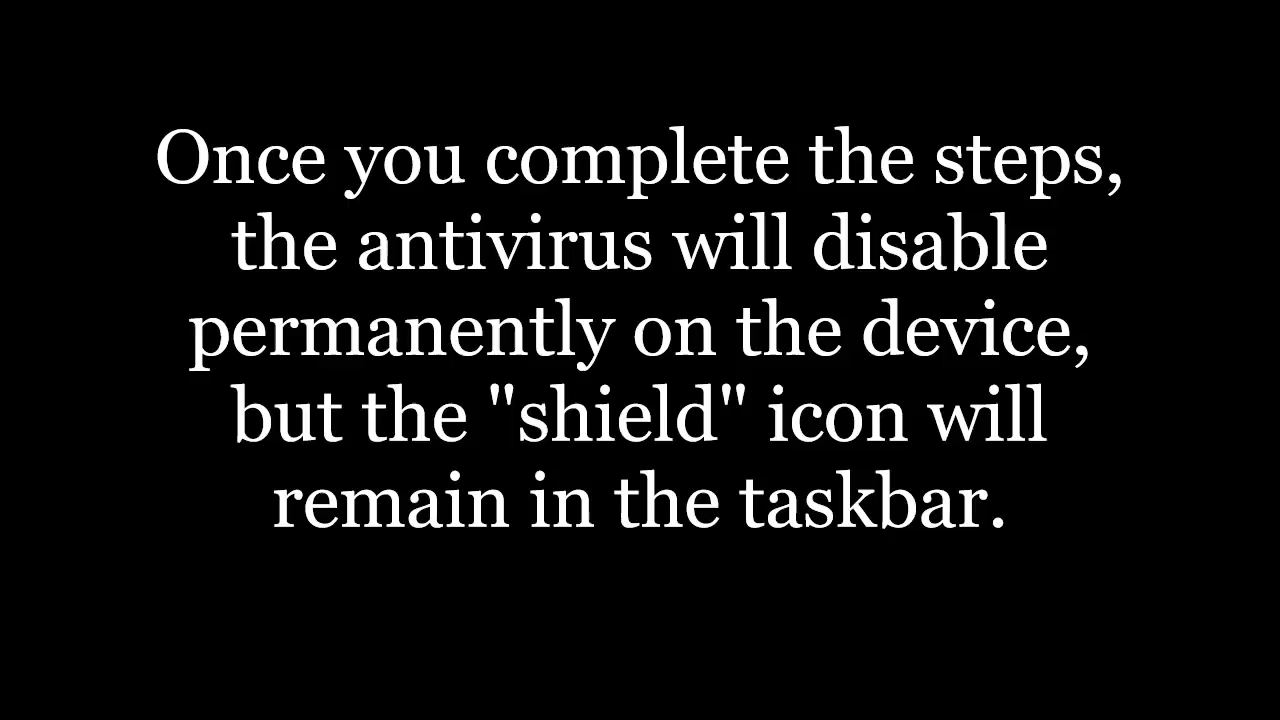 Once you complete the steps,
the antivirus will disable
permanently on the device,
but the "shield" icon will
remain in the taskbar.